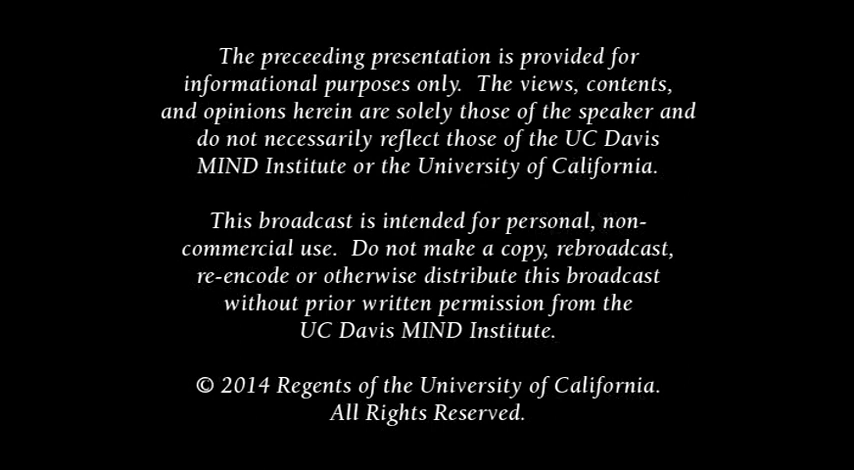 The preceeding presentation is provided for
informational purposes only.  The views, contents,
and opinions herein are solely those of the speaker and
do not necessarily reflect those of the UC Davis
MIND Institute or the University of California.
This broadcast is intended for personal, non-
commercial use.  Do not make a copy, rebroadcast,
re-encode or otherwise distribute this broadcast
without prior written permission from the
UC Davis MIND Institute.
© 2014 Regents of the University of California.
All Rights Reserved.